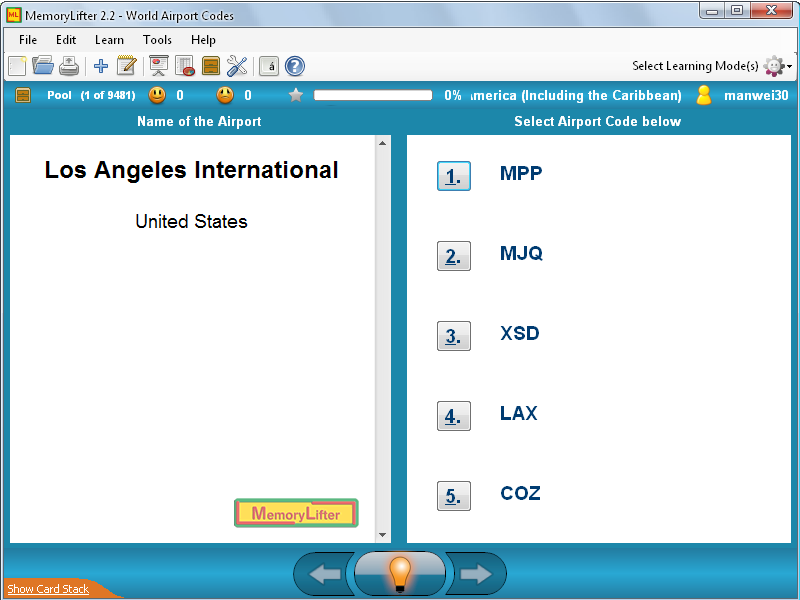 MemoryLifter 2.2 - World Airport Codes
File Edit Learn Tools Help
á ? Select Learning Mode(s)
Pool (1 of 9481) 0 0 0% merica (Including the Caribbean) manwei30
Name of the Airport
Select Airport Code below
Los Angeles International
United States
MemoryLifter
1. MPP
2. MJQ
3. XSD
4. LAX
5. COZ
Show Card Stack